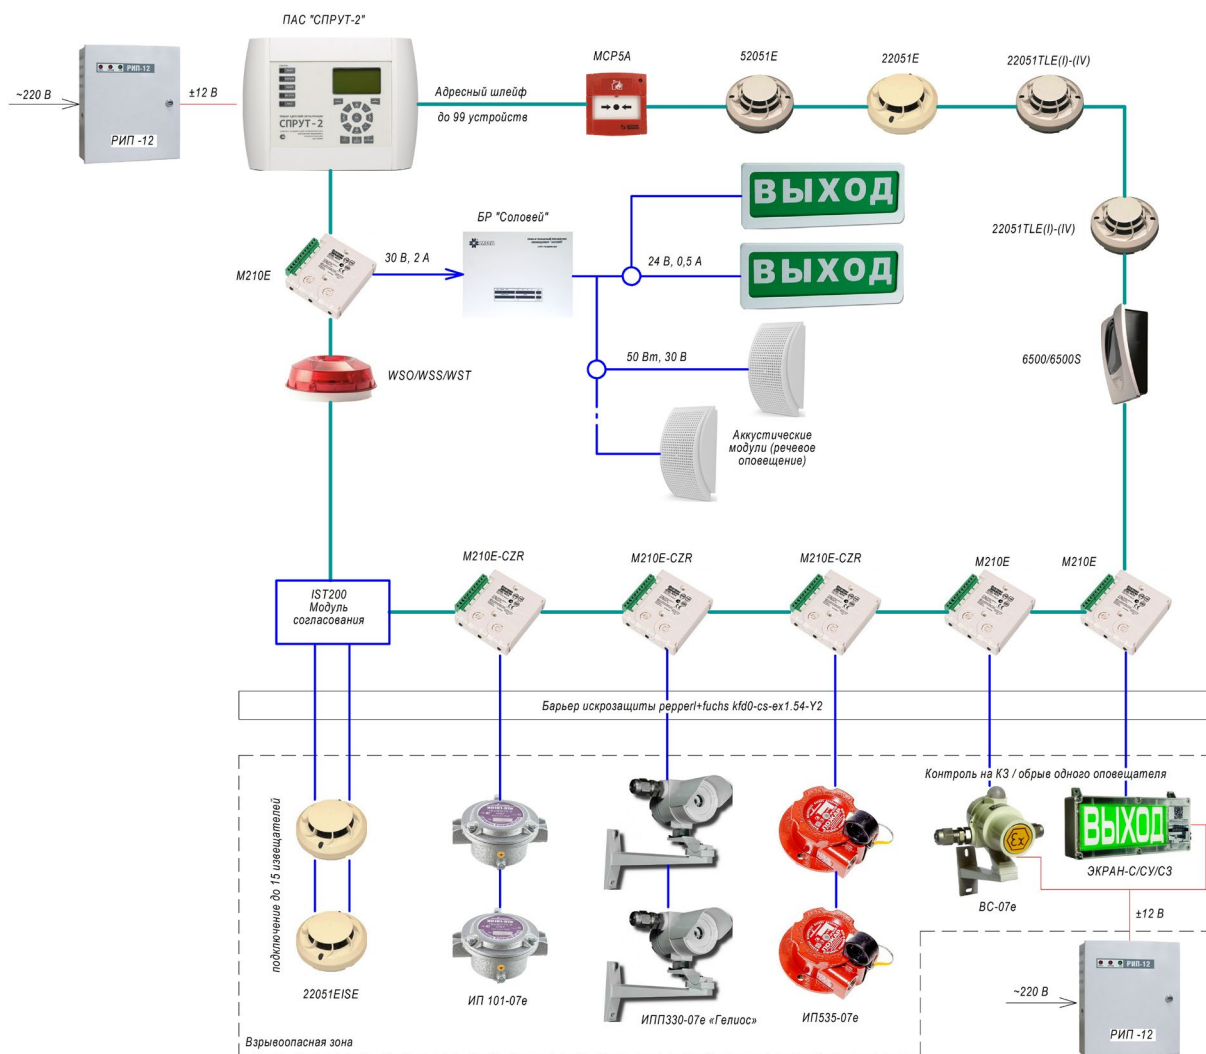 ПАС "СПРУТ-2"
РИП-12
~220 В
±12 В
РИП -12
СПРУТ-2
Адресный шлейф
до 99 устройств
MCP5A
52051E
22051E
22051TLE(I)-(IV)
22051TLE(I)-(IV)
6500/6500S
M210E
30 В, 2 А
БР "Соловей"
ВЫХОД
24 В, 0,5 А
ВЫХОД
WSO/WSS/WST
50 Вт, 30 В
Аккустические
модули (речевое
оповещение)
IST200
Модуль
согласования
M210E-CZR
M210E-CZR
M210E-CZR
M210E
M210E
Барьер искрозащиты pepperl+fuchs kfd0-cs-ex1.54-Y2
Контроль на КЗ / обрыв одного оповещателя
подключение до 15 извещателей
22051EISE
ИП 101-07е
ИПП330-07е «Гелиос»
ПОЖАР
ПОЖАР
ИП535-07е
Ex
ВС-07е
ВЫХОД
ЭКРАН-С/СУ/СЗ
±12 В
~220 В
РИП-12
РИП -12
Взрывоопасная зона